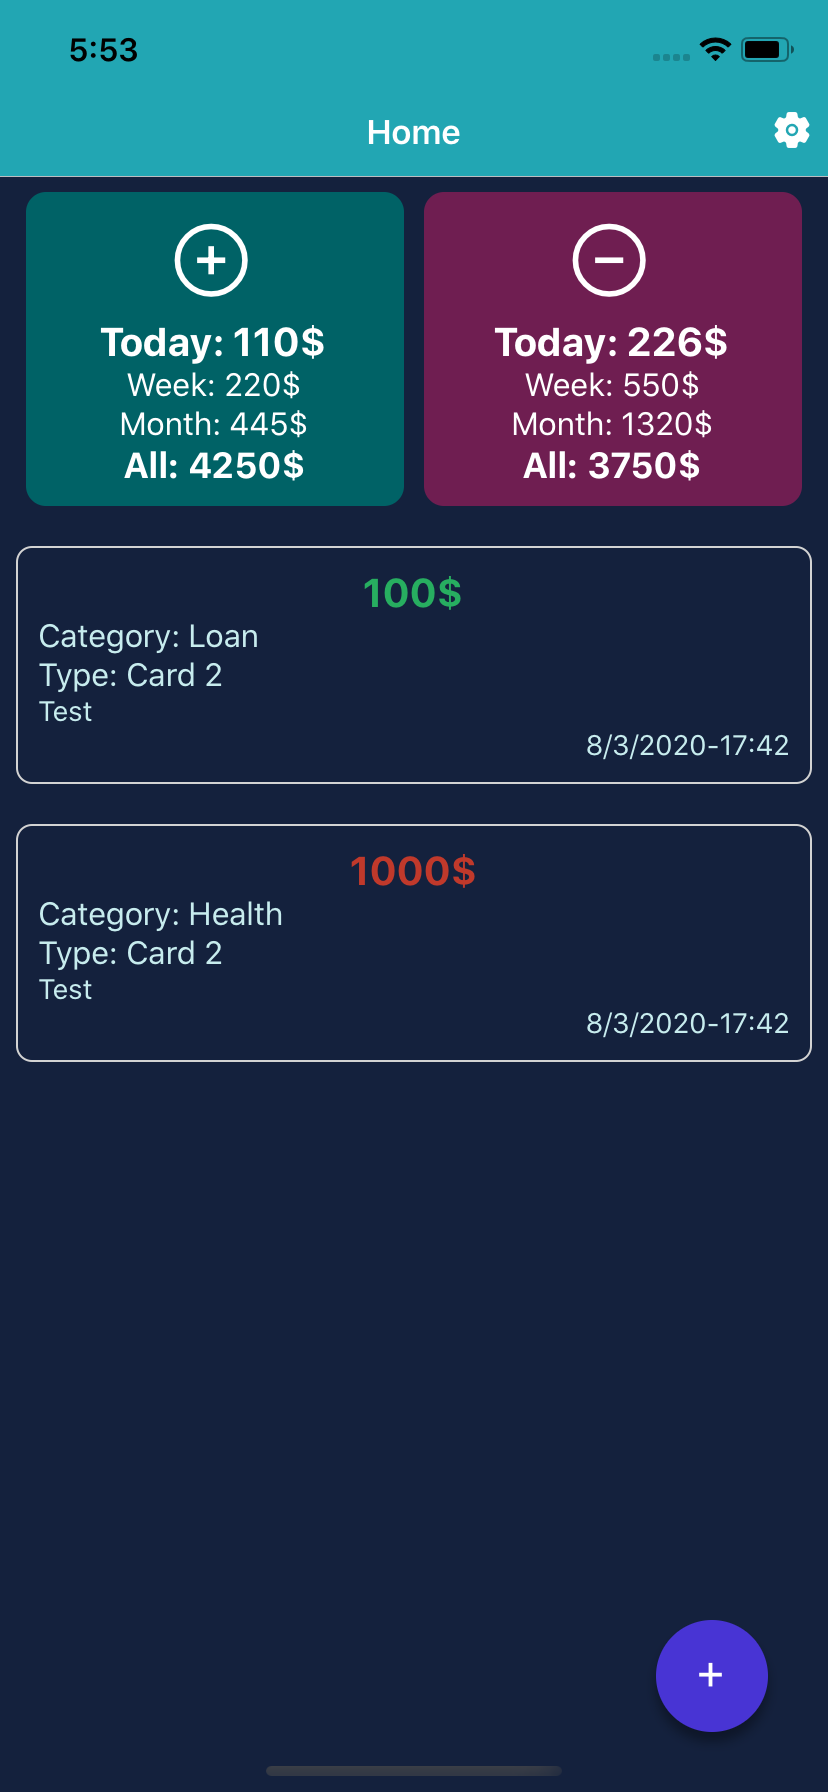 5:53
Home
Today: 110$
Week: 220$
Month: 445$
All: 4250$
Today: 226$
Week: 550$
Month: 1320$
All: 3750$
100$
Category: Loan
Type: Card 2
Test
8/3/2020-17:42
1000$
Category: Health
Type: Card 2
Test
8/3/2020-17:42